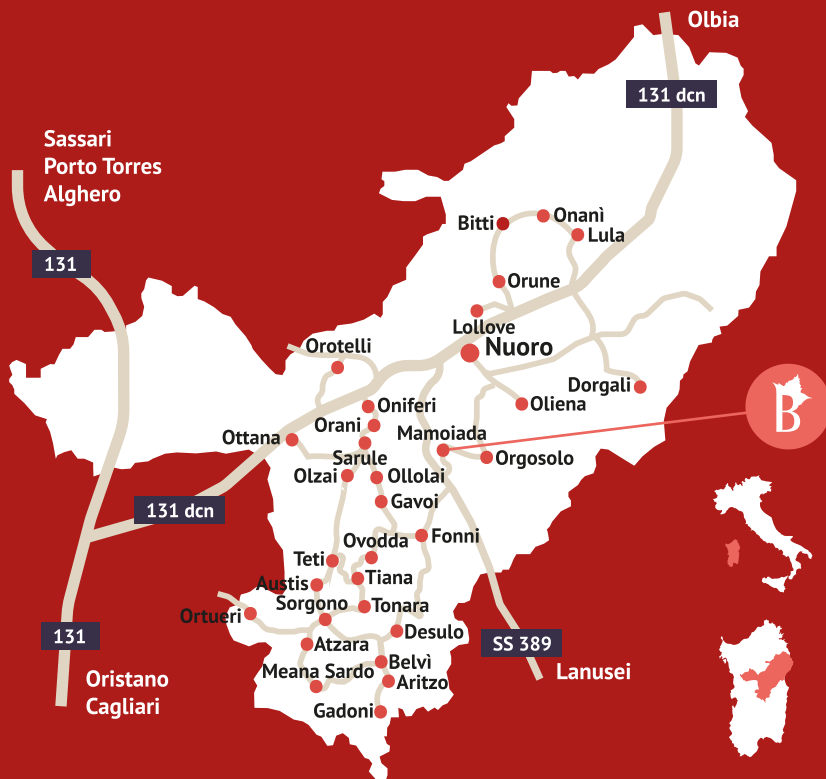 Olbia
131 dcn
Sassari
Porto Torres
Alghero
Bitti
Onanì
Lula
131
Orune
Lollove
Nuoro
Orotelli
Dorgali
Oliena
Oniferi
B
Orani
Mamoiada
Ottana
Sarule
Orgosolo
Olzai
Ollolai
Gavoi
131 dcn
Fonni
Ovodda
Teti
Tiana
Austis
Sorgono
Tonara
Ortueri
Desulo
131
SS 389
Atzara
Belvì
Meana Sardo
Lanusei
Oristano
Cagliari
Aritzo
Gadoni